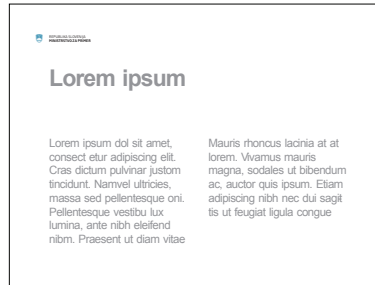 REPUBLIKA SLOVENIJA
MINISTRSTVO ZA PRIMER
Lorem ipsum
Lorem ipsum dol sit amet,
consect etur adipiscing elit.
Cras dictum pulvinar justom
tincidunt. Namvel ultricies,
massa sed pellentesque oni.
Pellentesque vestibu lux
lumina, ante nibh eleifend
nibm. Praesent ut diam vitae
Mauris rhoncus lacinia at at
lorem. Vivamus mauris
magna, sodales ut bibendum
ac, auctor quis ipsum. Etiam
adipiscing nibh nec dui sagit
tis ut feugiat ligula congue